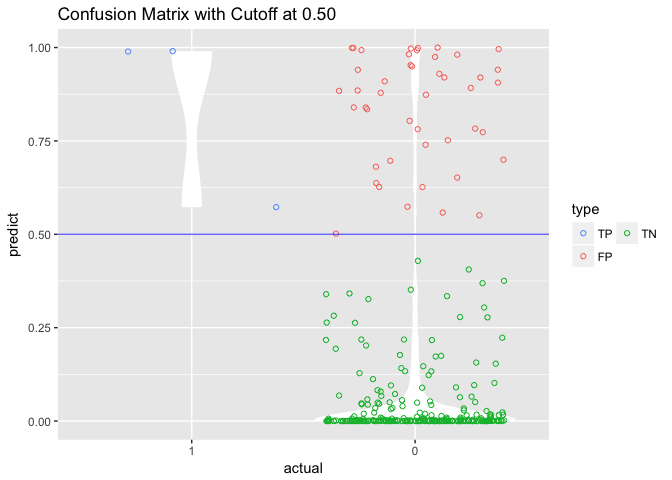 Confusion Matrix with Cutoff at 0.50
1.00
0.75
0.50
0.25
0.00
predict
1
0
actual
type
TP
TN
FP